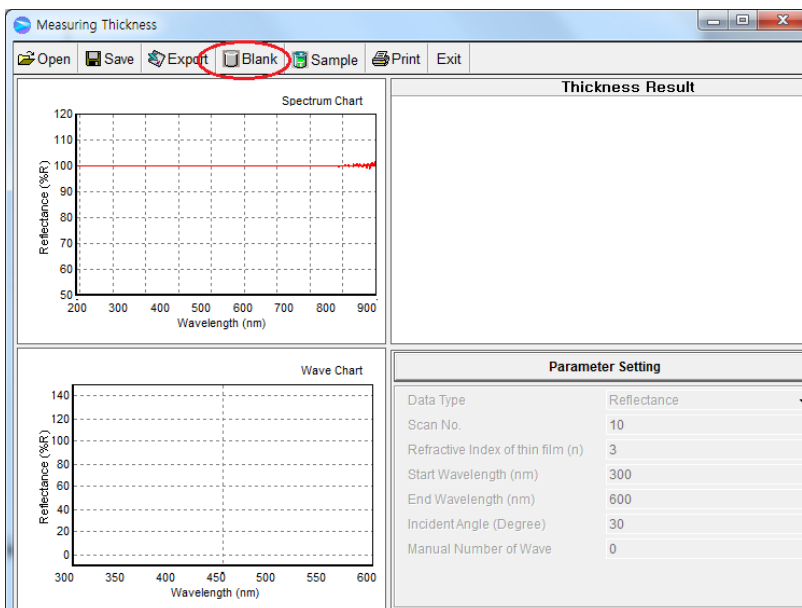 Measuring Thickness
Open Save Export Blank Sample Print Exit
Spectrum Chart
120
110
100
90
80
70
60
50
Reflectance (%R)
200 300 400 500 600 700 800 900
Wavelength (nm)
Thickness Result
Wave Chart
140
120
100
80
60
40
20
0
Reflectance (%R)
300 350 400 450 500 550 600
Wavelength (nm)
Parameter Setting
Data Type Reflectance
Scan No. 10
Refractive Index of thin film (n) 3
Start Wavelength (nm) 300
End Wavelength (nm) 600
Incident Angle (Degree) 30
Manual Number of Wave 0